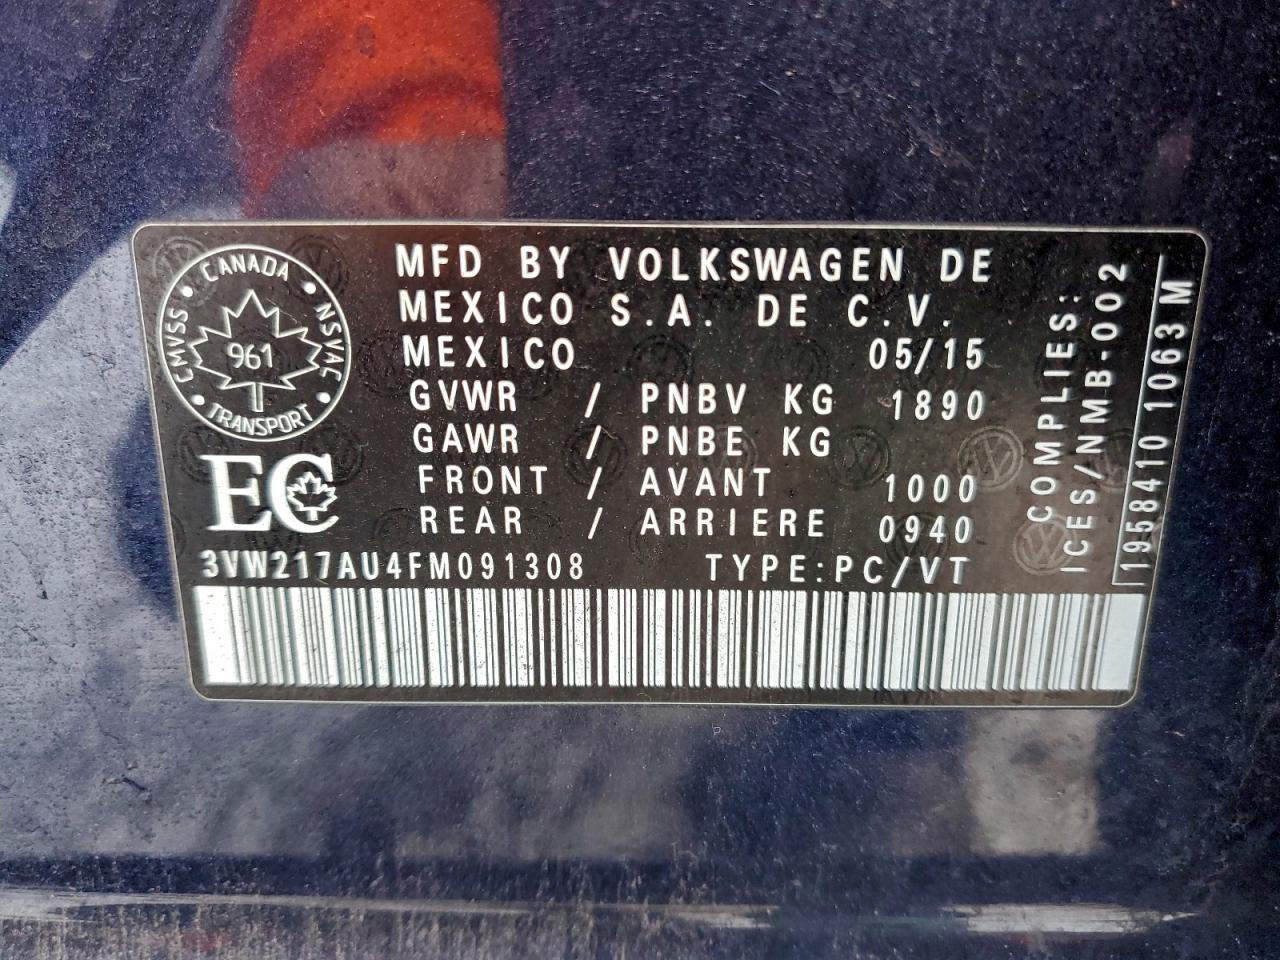 CANADA
CMVSS
NSVAC
961
TRANSPORT
EC
MFD BY VOLKSWAGEN DE
MEXICO S.A. DE C.V.
MEXICO 05/15
GVWR / PNBV KG 1890
GAWR / PNBE KG
FRONT / AVANT 1000
REAR / ARRIERE 0940
3VW217AU4FM091308 TYPE:PC/VT
COMPLIES:
ICES/NMB-002
1958410 1063 M